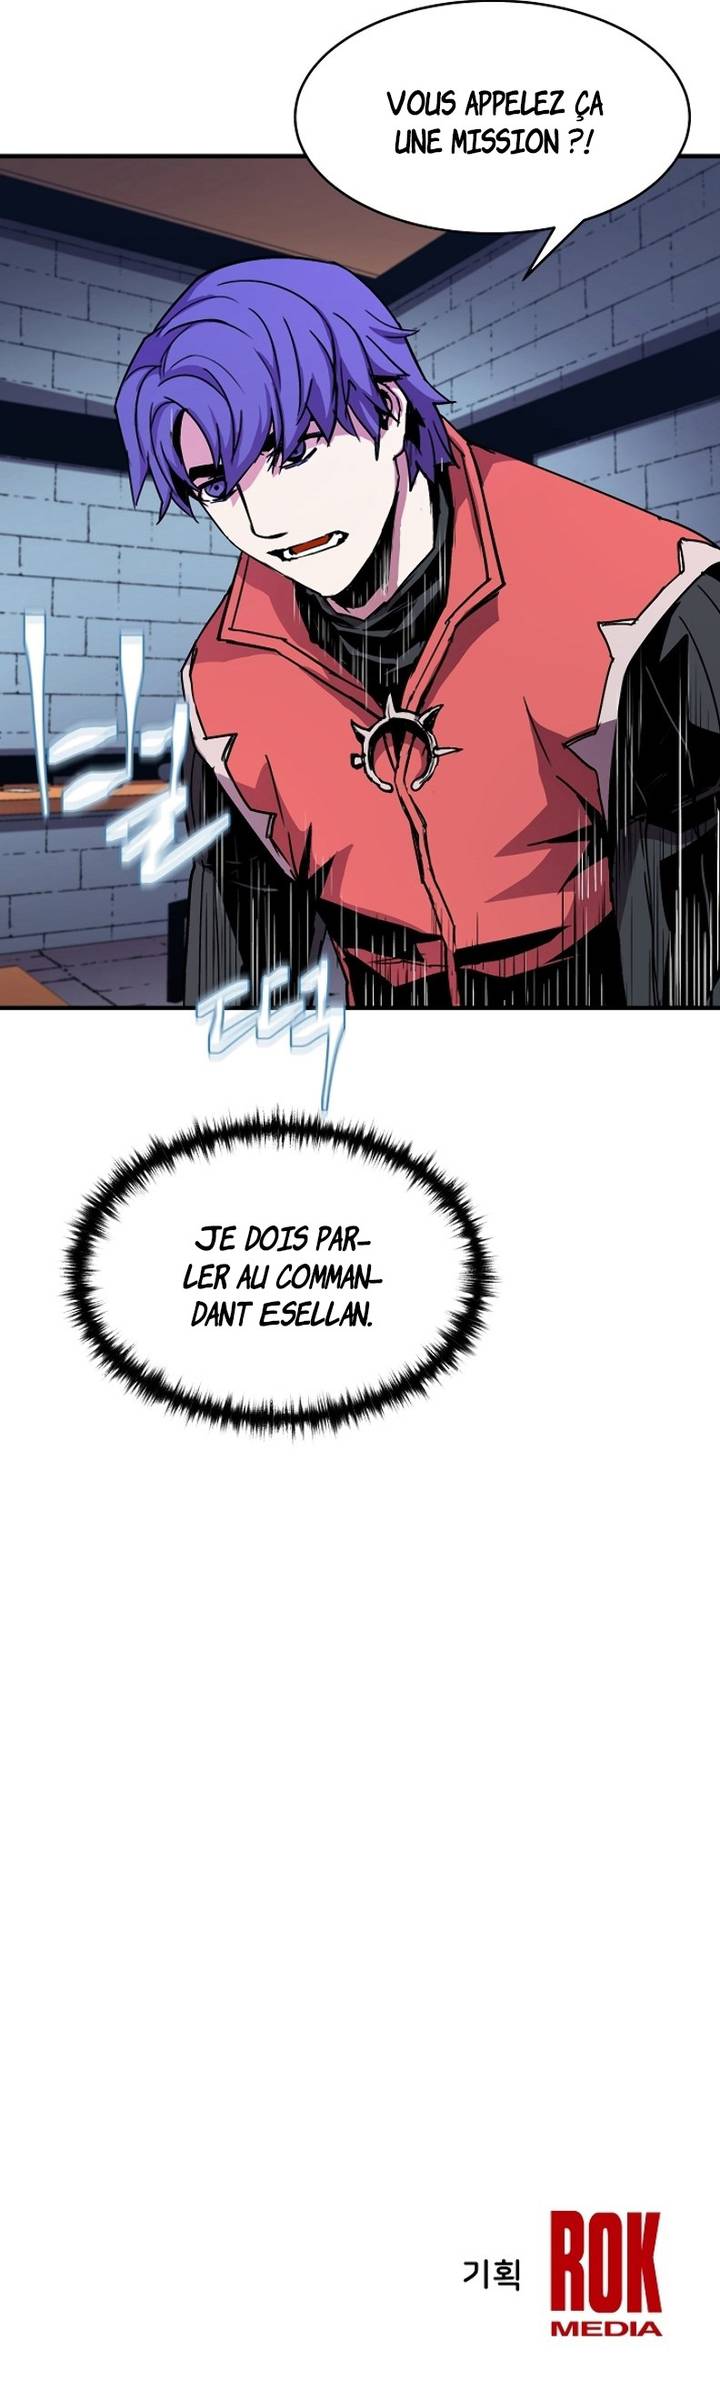 VOUS APPELEZ ÇA
UNE MISSION ?!
JE DOIS PAR-
LER AU COMMAN-
DANT ESELLAN.
기획
ROK
MEDIA